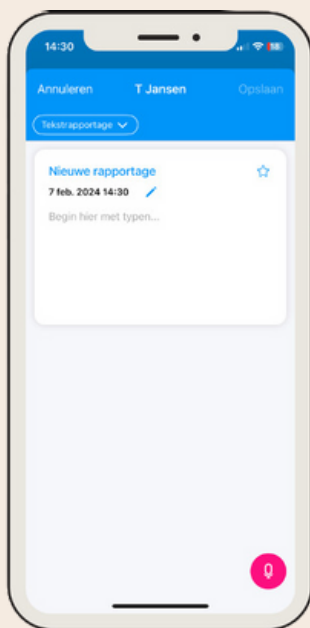 14:30
Annuleren T Jansen Opslaan
Tekstrapportage
Nieuwe rapportage
7 feb. 2024 14:30
Begin hier met typen...